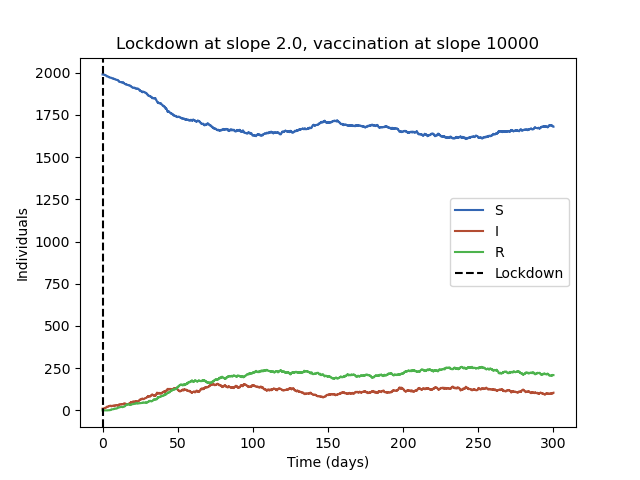 Lockdown at slope 2.0, vaccination at slope 10000
2000
1750
1500
1250
1000
750
500
250
0
Individuals
S
I
R
Lockdown
0 50 100 150 200 250 300
Time (days)